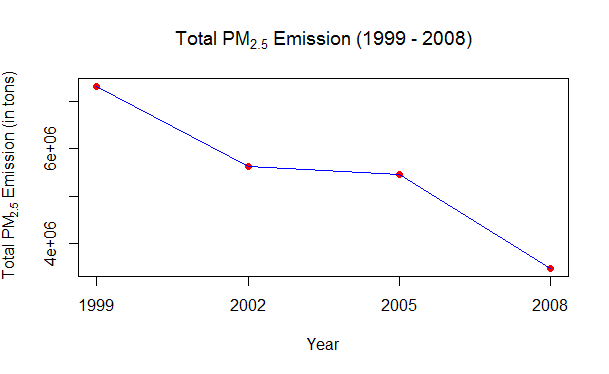 Total PM2.5 Emission (1999 - 2008)
Total PM2.5 Emission (in tons)
6e+06
4e+06
1999 2002 2005 2008
Year